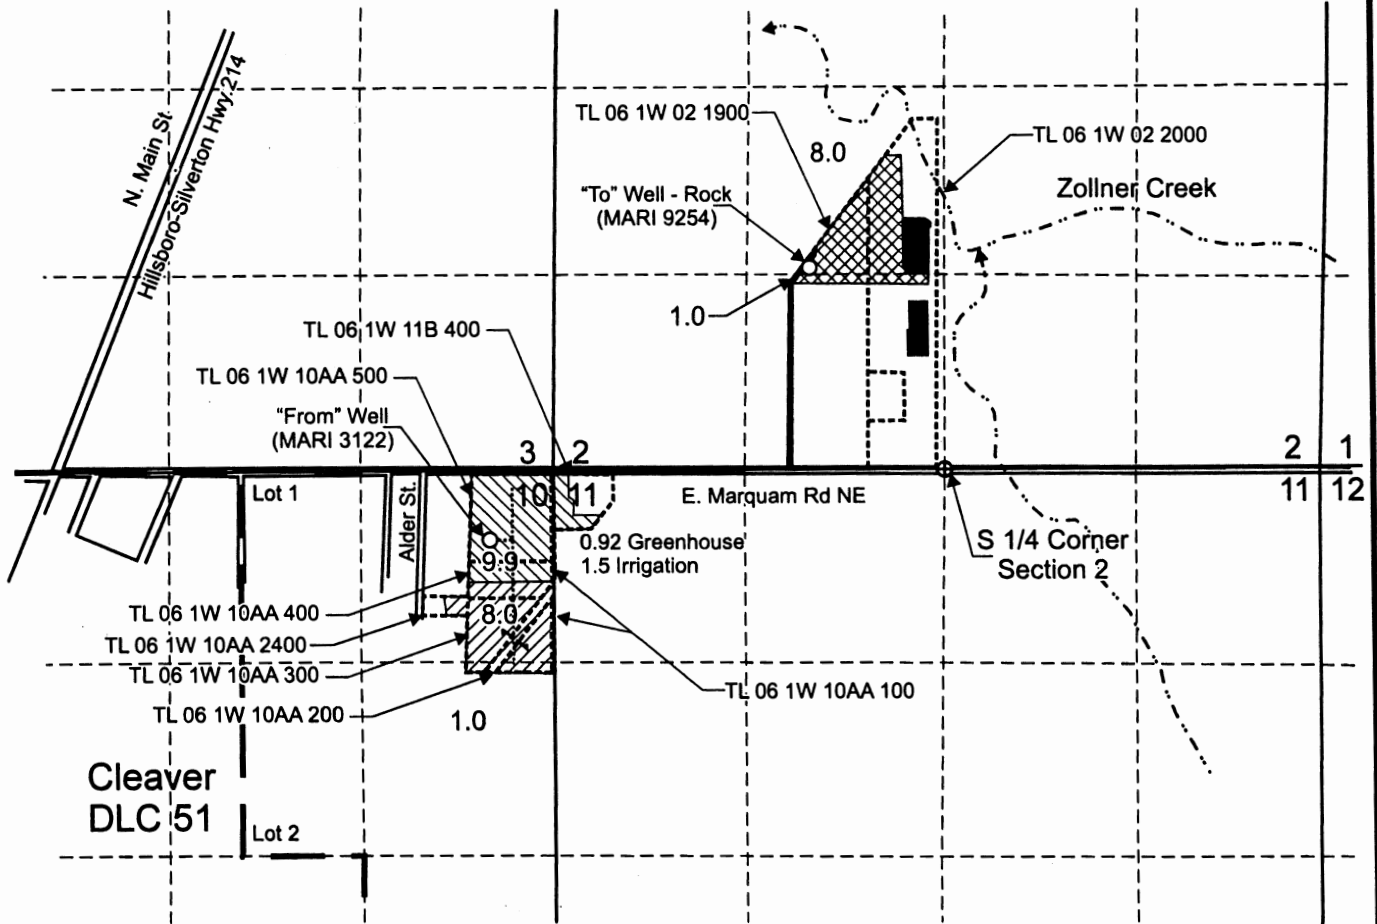 N. Main St.
Hillsboro-Silverton Hwy.214
TL 06 1W 02 1900
8.0
TL 06 1W 02 2000
"To" Well - Rock
(MARI 9254)
Zollner Creek
1.0
TL 06 1W 11B 400
TL 06 1W 10AA 500
"From" Well
(MARI 3122)
3 2
2 1
Lot 1
Alder St.
10 11
E. Marquam Rd NE
11 12
0.92 Greenhouse
1.5 Irrigation
S 1/4 Corner
Section 2
9.9
TL 06 1W 10AA 400
8.0
TL 06 1W 10AA 2400
TL 06 1W 10AA 300
TL 06 1W 10AA 100
TL 06 1W 10AA 200
1.0
Cleaver
DLC 51
Lot 2